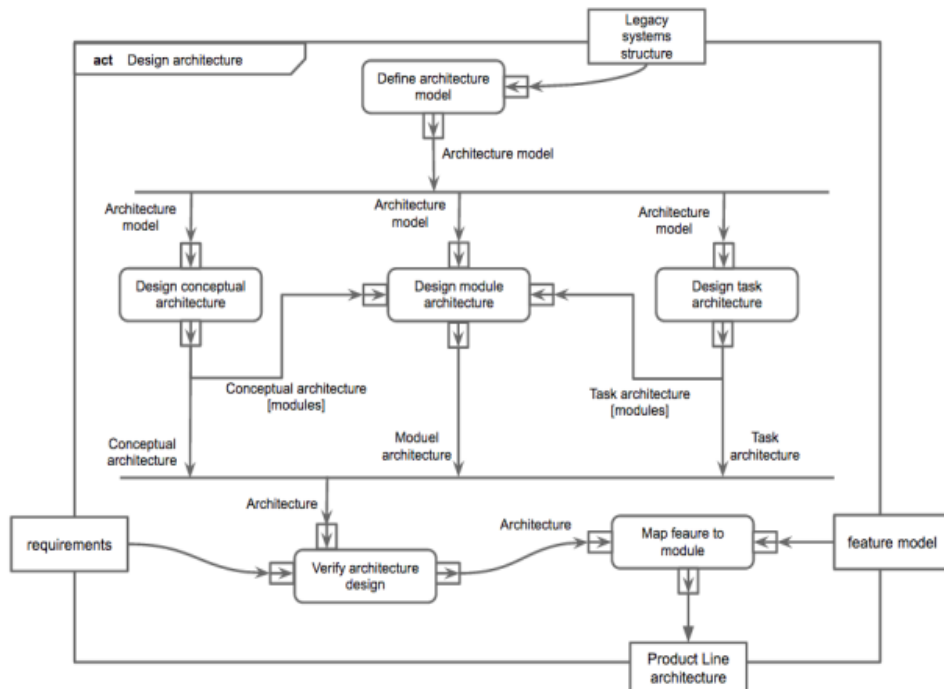 Legacy
systems
structure
act Design architecture
Define architecture
model
Architecture model
Architecture
model
Architecture
model
Architecture
model
Design conceptual
architecture
Design module
architecture
Design task
architecture
Conceptual architecture
[modules]
Task architecture
[modules]
Conceptual
architecture
Moduel
architecture
Task
architecture
Architecture
Architecture
requirements
Verify architecture
design
Map feaure to
module
feature model
Product Line
architecture